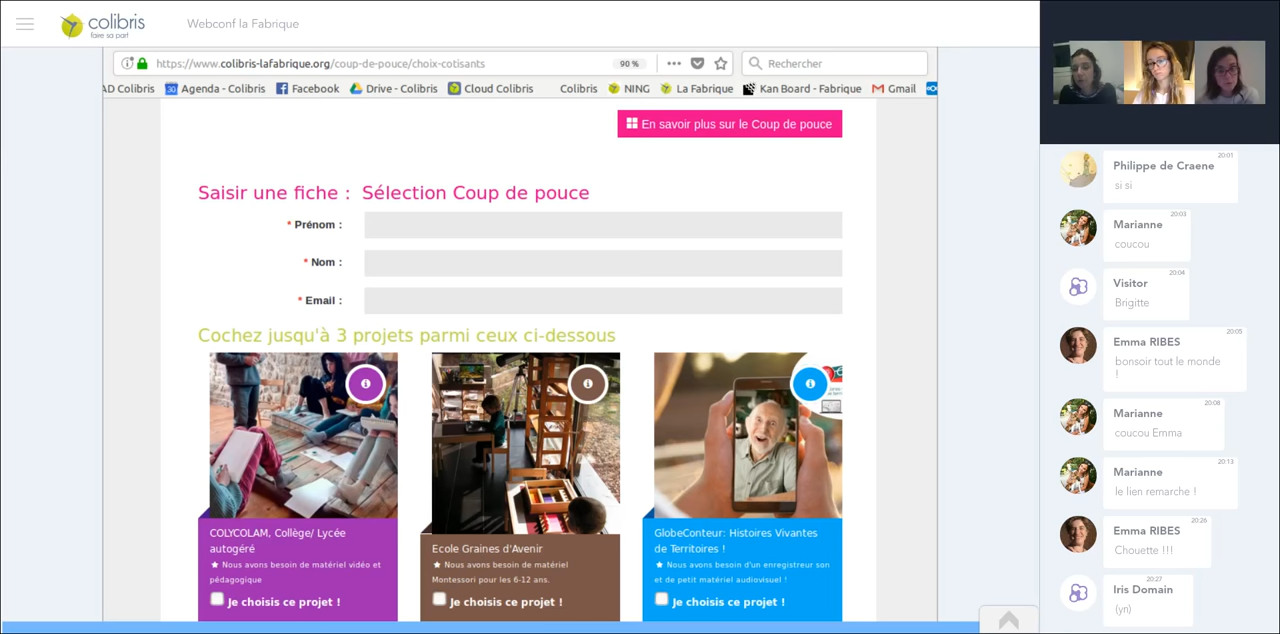 colibris
faire sa part
Webconf la Fabrique
https://www.colibris-lafabrique.org/coup-de-pouce/choix-cotisants
90 %
Rechercher
AD Colibris
Agenda - Colibris
Facebook
Drive - Colibris
Cloud Colibris
Colibris
NING
La Fabrique
Kan Board - Fabrique
Gmail
En savoir plus sur le Coup de pouce
Saisir une fiche : Sélection Coup de pouce
* Prénom :
* Nom :
* Email :
Cochez jusqu'à 3 projets parmi ceux ci-dessous
COLYCOLAM, Collège/ Lycée
autogéré
Nous avons besoin de matériel vidéo et
pédagogique
Je choisis ce projet !
Ecole Graines d'Avenir
Nous avons besoin de matériel
Montessori pour les 6-12 ans.
Je choisis ce projet !
GlobeConteur: Histoires Vivantes
de Territoires !
Nous avons besoin d'un enregistreur son
et de petit matériel audiovisuel !
Je choisis ce projet !
20:01
Philippe de Craene
si si
20:03
Marianne
coucou
20:04
Visitor
Brigitte
20:05
Emma RIBES
bonsoir tout le monde
!
20:08
Marianne
coucou Emma
20:13
Marianne
le lien remarche !
20:26
Emma RIBES
Chouette !!!
20:27
Iris Domain
(yn)